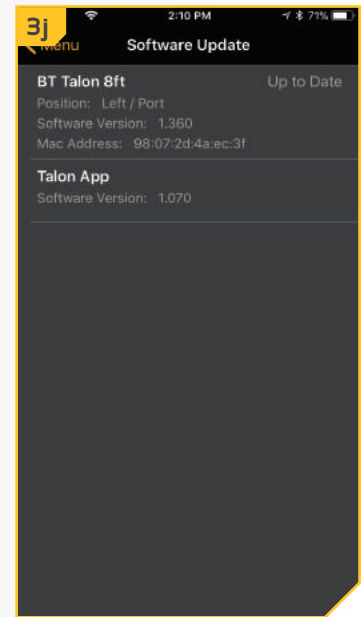 3j
2:10 PM
71%
Menu
Software Update
BT Talon 8ft
Up to Date
Position: Left / Port
Software Version: 1.360
Mac Address: 98:07:2d:4a:ec:3f
Talon App
Software Version: 1.070